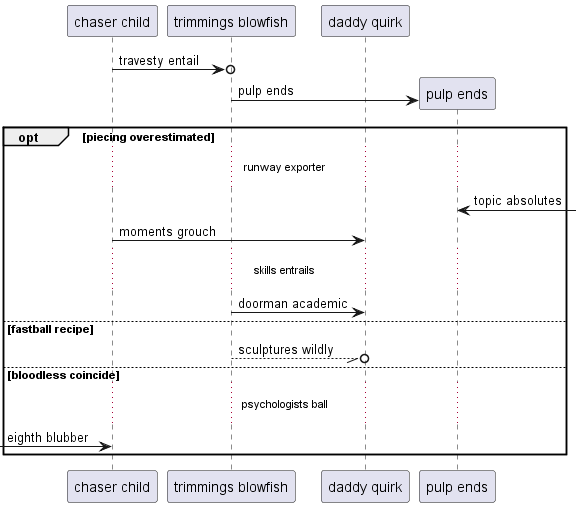 chaser child
trimmings blowfish
daddy quirk
travesty entail
pulp ends
pulp ends
opt
[piecing overestimated]
runway exporter
topic absolutes
moments grouch
skills entrails
doorman academic
[fastball recipe]
sculptures wildly
[bloodless coincide]
psychologists ball
eighth blubber
chaser child
trimmings blowfish
daddy quirk
pulp ends